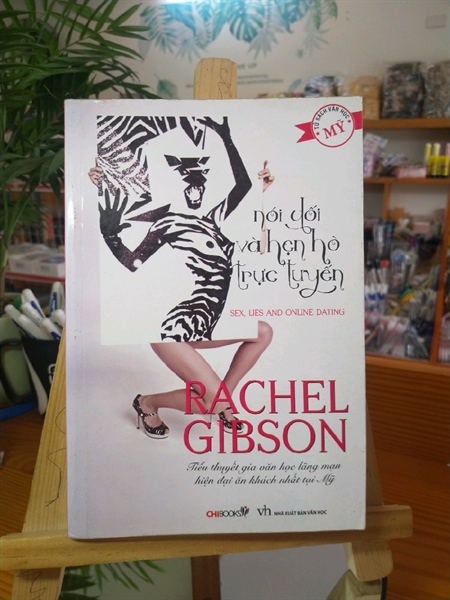 TỦ SÁCH VĂN HỌC
MỸ
nói dối
và hẹn hò
trực tuyến
SEX, LIES AND ONLINE DATING
RACHEL
GIBSON
Tiểu thuyết gia văn học lãng mạn
hiện đại ăn khách nhất tại Mỹ
CHIBOOKS
vh NHÀ XUẤT BẢN VĂN HỌC